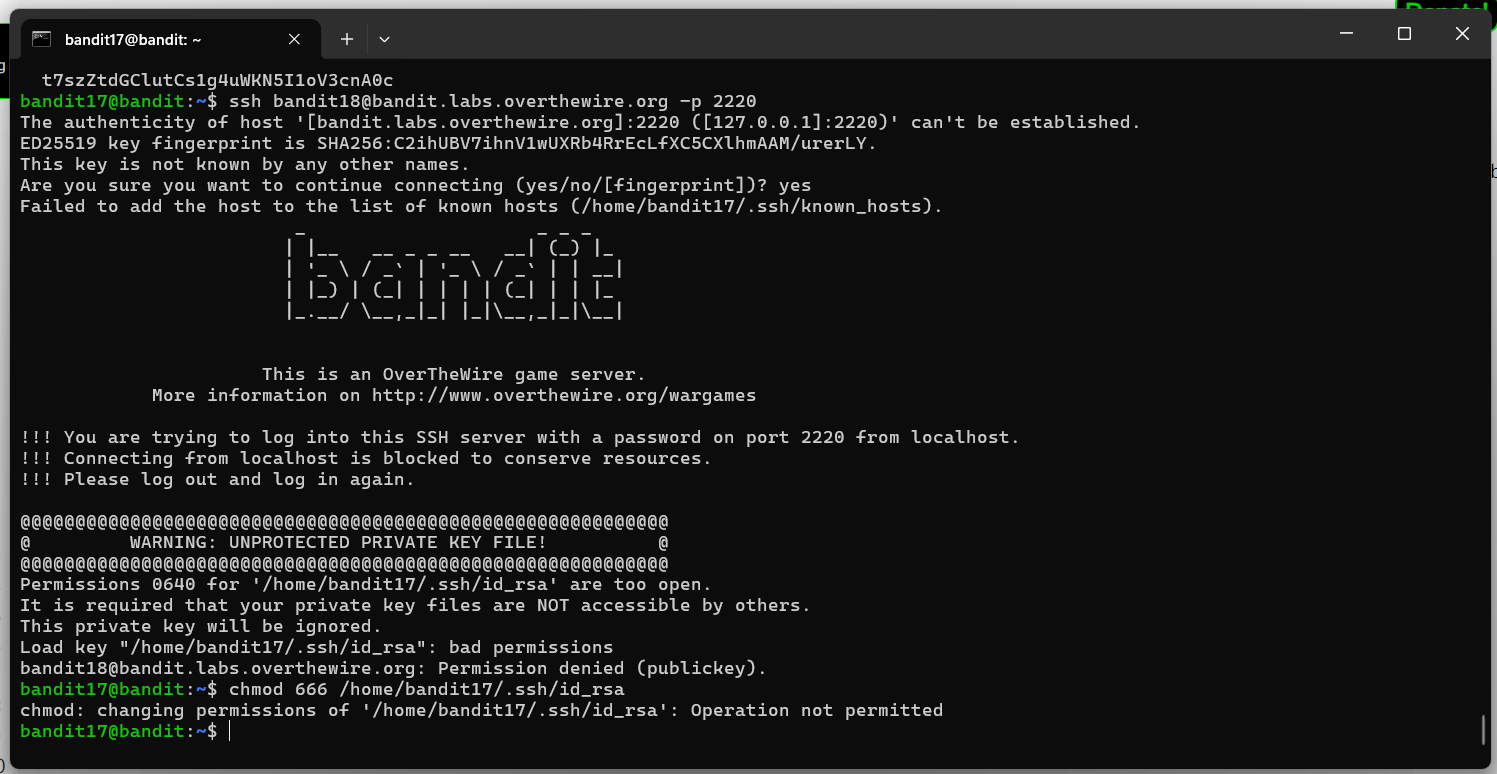 Donate!
bandit17@bandit: ~
g
t7szZtdGClutCs1g4uWKN5I1oV3cnA0c
bandit17@bandit:~$ ssh bandit18@bandit.labs.overthewire.org -p 2220
The authenticity of host '[bandit.labs.overthewire.org]:2220 ([127.0.0.1]:2220)' can't be established.
ED25519 key fingerprint is SHA256:C2ihUBV7ihnV1wUXRb4RrEcLfXC5CXlhmAAM/urerLY.
This key is not known by any other names.
Are you sure you want to continue connecting (yes/no/[fingerprint])? yes
Failed to add the host to the list of known hosts (/home/bandit17/.ssh/known_hosts).
bandit
This is an OverTheWire game server.
More information on http://www.overthewire.org/wargames
!!! You are trying to log into this SSH server with a password on port 2220 from localhost.
!!! Connecting from localhost is blocked to conserve resources.
!!! Please log out and log in again.
@@@@@@@@@@@@@@@@@@@@@@@@@@@@@@@@@@@@@@@@@@@@@@@@@@@@@@@@@@@
@         WARNING: UNPROTECTED PRIVATE KEY FILE!          @
@@@@@@@@@@@@@@@@@@@@@@@@@@@@@@@@@@@@@@@@@@@@@@@@@@@@@@@@@@@
Permissions 0640 for '/home/bandit17/.ssh/id_rsa' are too open.
It is required that your private key files are NOT accessible by others.
This private key will be ignored.
Load key "/home/bandit17/.ssh/id_rsa": bad permissions
bandit18@bandit.labs.overthewire.org: Permission denied (publickey).
bandit17@bandit:~$ chmod 666 /home/bandit17/.ssh/id_rsa
chmod: changing permissions of '/home/bandit17/.ssh/id_rsa': Operation not permitted
bandit17@bandit:~$